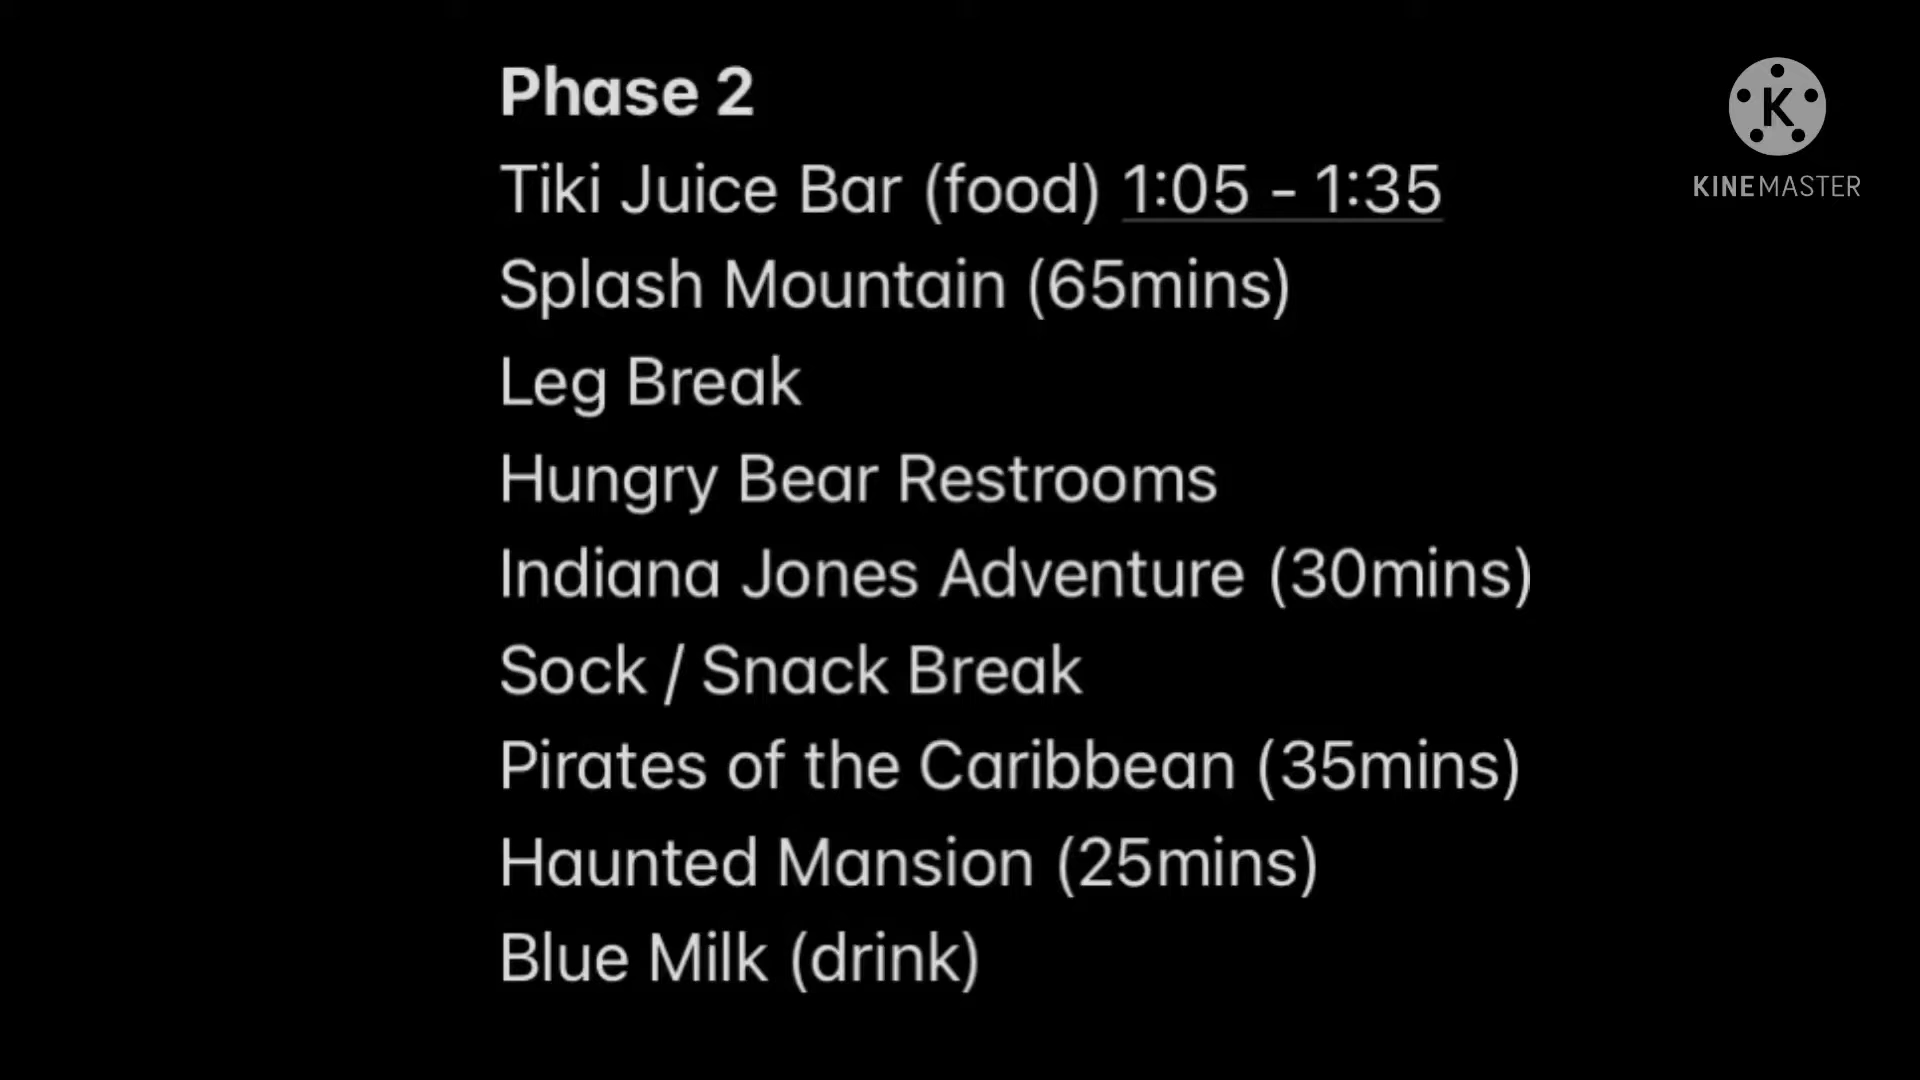 Phase 2
Tiki Juice Bar (food) 1:05 - 1:35
Splash Mountain (65mins)
Leg Break
Hungry Bear Restrooms
Indiana Jones Adventure (30mins)
Sock / Snack Break
Pirates of the Caribbean (35mins)
Haunted Mansion (25mins)
Blue Milk (drink)
K
KINEMASTER